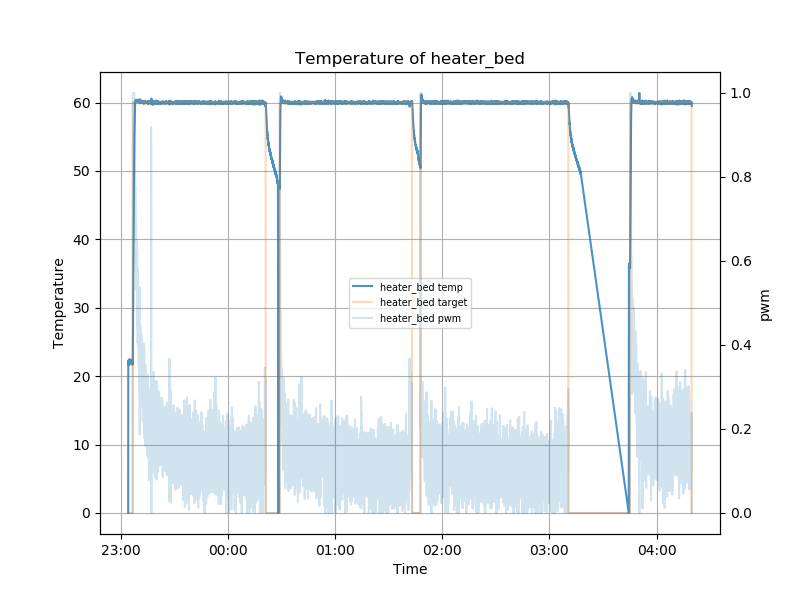 Temperature of heater_bed
60
50
40
30
20
10
0
Temperature
1.0
0.8
0.6
0.4
0.2
0.0
pwm
heater_bed temp
heater_bed target
heater_bed pwm
23:00 00:00 01:00 02:00 03:00 04:00
Time